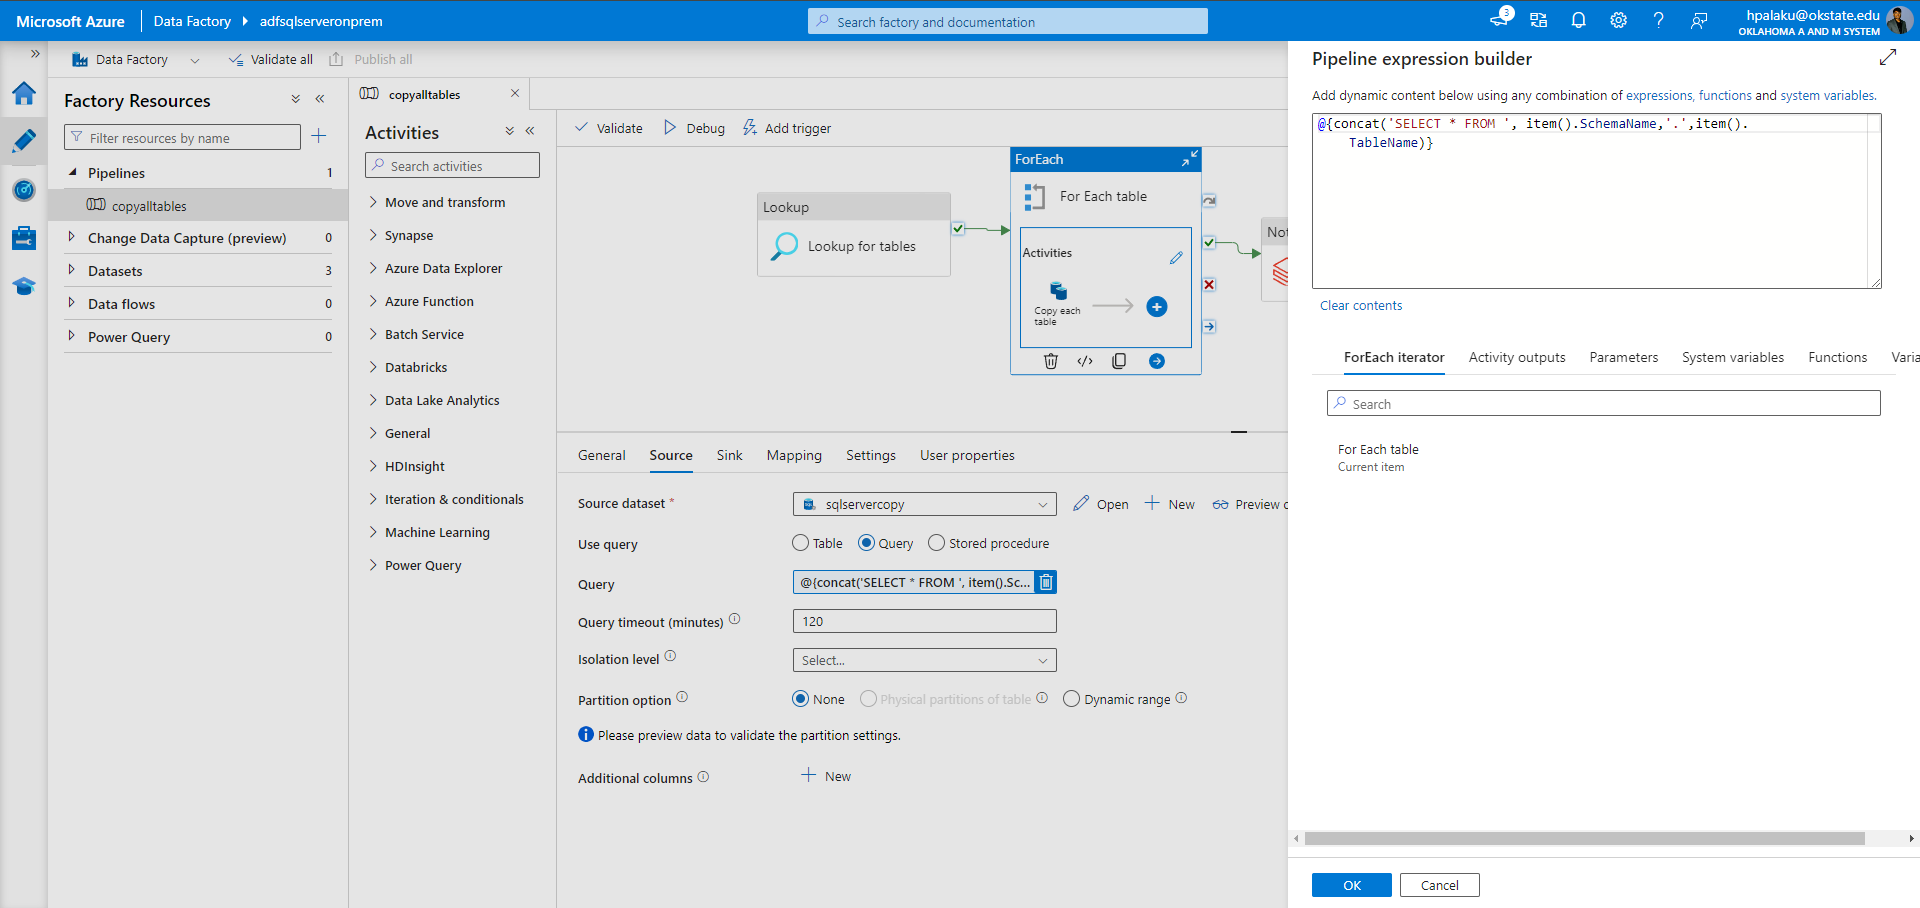 Microsoft Azure
Data Factory
adfsqlserveronprem
Search factory and documentation
3
hpalaku@okstate.edu
OKLAHOMA A AND M SYSTEM
Data Factory
Validate all
Publish all
Factory Resources
Filter resources by name
Pipelines
1
copyalltables
Change Data Capture (preview)
0
Datasets
3
Data flows
0
Power Query
0
copyalltables
Activities
Search activities
Move and transform
Synapse
Azure Data Explorer
Azure Function
Batch Service
Databricks
Data Lake Analytics
General
HDInsight
Iteration & conditionals
Machine Learning
Power Query
Validate
Debug
Add trigger
Lookup
Lookup for tables
ForEach
For Each table
Activities
Copy each
table
Not
General
Source
Sink
Mapping
Settings
User properties
Source dataset *
sqlservercopy
Open
New
Preview
Use query
Table
Query
Stored procedure
Query
@{concat('SELECT * FROM ', item().Sc...
Query timeout (minutes)
120
Isolation level
Select...
Partition option
None
Physical partitions of table
Dynamic range
Please preview data to validate the partition settings.
Additional columns
New
Pipeline expression builder
Add dynamic content below using any combination of expressions, functions and system variables.
@{concat('SELECT * FROM ', item().SchemaName,'.',item().
TableName)}
Clear contents
ForEach iterator
Activity outputs
Parameters
System variables
Functions
Varia
Search
For Each table
Current item
OK
Cancel